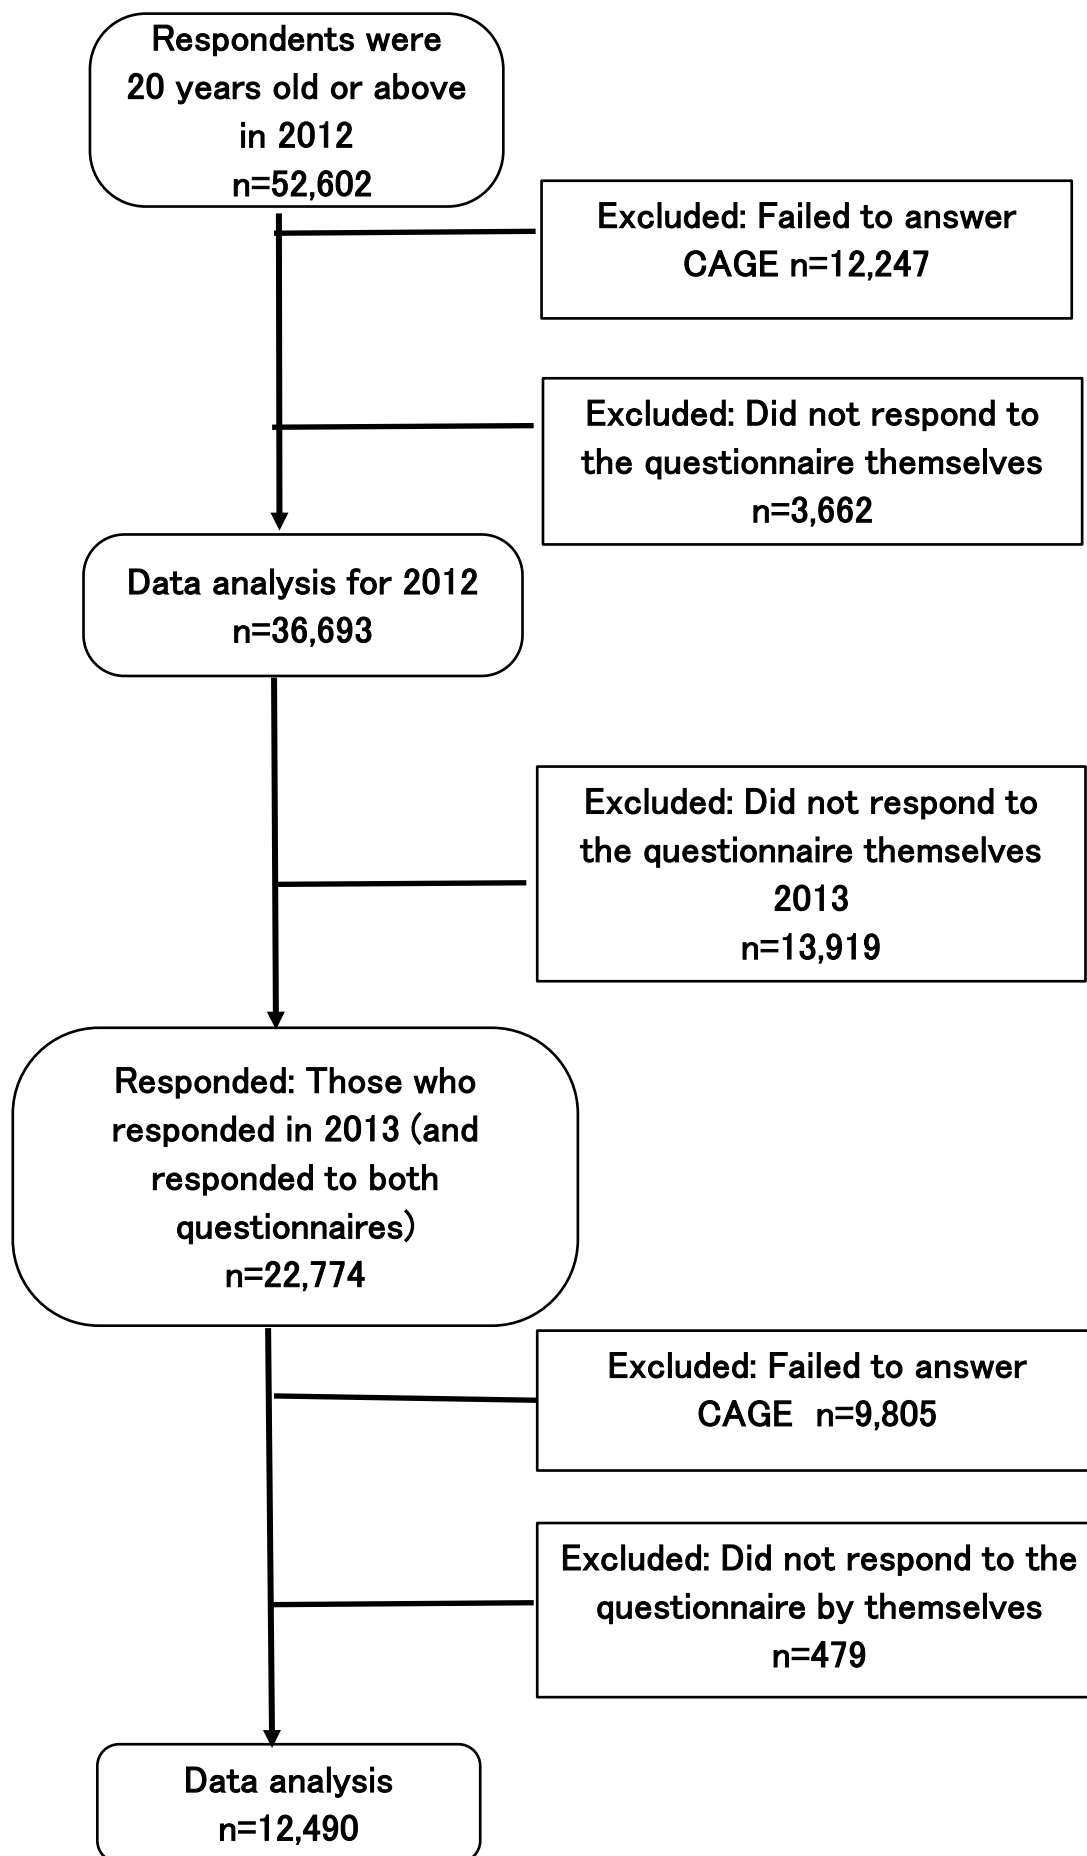 Respondents were
20 years old or above
in 2012
n=52,602
Excluded: Failed to answer
CAGE n=12,247
Excluded: Did not respond to
the questionnaire themselves
n=3,662
Data analysis for 2012
n=36,693
Excluded: Did not respond to
the questionnaire themselves
2013
n=13,919
Responded: Those who
responded in 2013 (and
responded to both
questionnaires)
n=22,774
Excluded: Failed to answer
CAGE  n=9,805
Excluded: Did not respond to the
questionnaire by themselves
n=479
Data analysis
n=12,490